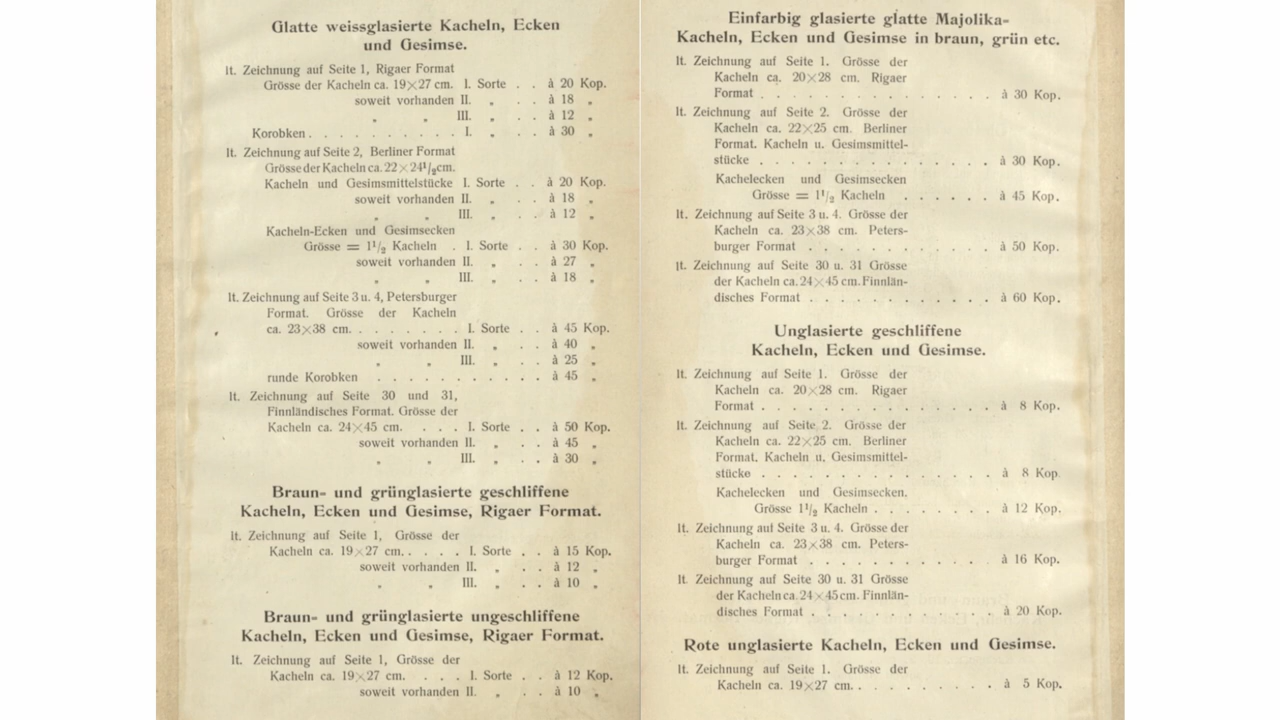 Glatte weissglasierte Kacheln, Ecken
und Gesimse.
lt. Zeichnung auf Seite 1, Rigaer Format
Grösse der Kacheln ca. 19×27 cm. I. Sorte . . à 20 Kop.
soweit vorhanden II. „ . . à 18 „
„ „ III. „ . . à 12 „
Korobken . . . . . . . . . . I. „ . . à 30 „
lt. Zeichnung auf Seite 2, Berliner Format
Grösse der Kacheln ca. 22×24½cm.
Kacheln und Gesimsmittelstücke I. Sorte . . à 20 Kop.
soweit vorhanden II. „ . . à 18 „
„ „ III. „ . . à 12 „
Kacheln-Ecken und Gesimsecken
Grösse = 1½ Kacheln . I. Sorte . . à 30 Kop.
soweit vorhanden II. „ . . à 27 „
„ „ III. „ . . à 18 „
lt. Zeichnung auf Seite 3 u. 4, Petersburger
Format. Grösse der Kacheln
ca. 23×38 cm. . . . . . . . I. Sorte . . à 45 Kop.
soweit vorhanden II. „ . . à 40 „
„ „ III. „ . . à 25 „
runde Korobken . . . . . . . . . . . à 45 „
lt. Zeichnung auf Seite 30 und 31,
Finnländisches Format. Grösse der
Kacheln ca. 24×45 cm. . . . I. Sorte . . à 50 Kop.
soweit vorhanden II. „ . . à 45 „
„ „ III. „ . . à 30 „
Braun- und grünglasierte geschliffene
Kacheln, Ecken und Gesimse, Rigaer Format.
lt. Zeichnung auf Seite 1, Grösse der
Kacheln ca. 19×27 cm. . . . . I. Sorte . . à 15 Kop.
soweit vorhanden II. „ . . à 12 „
„ „ III. „ . . à 10 „
Braun- und grünglasierte ungeschliffene
Kacheln, Ecken und Gesimse, Rigaer Format.
lt. Zeichnung auf Seite 1, Grösse der
Kacheln ca. 19×27 cm. . . . I. Sorte . . à 12 Kop.
soweit vorhanden II. „ . . à 10 „
Einfarbig glasierte glatte Majolika-
Kacheln, Ecken und Gesimse in braun, grün etc.
lt. Zeichnung auf Seite 1. Grösse der
Kacheln ca. 20×28 cm. Rigaer
Format . . . . . . . . . . . . . . à 30 Kop.
lt. Zeichnung auf Seite 2. Grösse der
Kacheln ca. 22×25 cm. Berliner
Format. Kacheln u. Gesimsmittel-
stücke . . . . . . . . . . . . . . à 30 Kop.
Kachelecken und Gesimsecken
Grösse = 1½ Kacheln . . . . . . à 45 Kop.
lt. Zeichnung auf Seite 3 u. 4. Grösse der
Kacheln ca. 23×38 cm. Peters-
burger Format . . . . . . . . . . . à 50 Kop.
lt. Zeichnung auf Seite 30 u. 31 Grösse
der Kacheln ca. 24×45 cm. Finnlän-
disches Format . . . . . . . . . . . à 60 Kop.
Unglasierte geschliffene
Kacheln, Ecken und Gesimse.
lt. Zeichnung auf Seite 1. Grösse der
Kacheln ca. 20×28 cm. Rigaer
Format . . . . . . . . . . . . . . à 8 Kop.
lt. Zeichnung auf Seite 2. Grösse der
Kacheln ca. 22×25 cm. Berliner
Format. Kacheln u. Gesimsmittel-
stücke . . . . . . . . . . . . . . à 8 Kop
Kachelecken und Gesimsecken.
Grösse 1½ Kacheln . . . . . . . . à 12 Kop.
lt. Zeichnung auf Seite 3 u. 4. Grösse der
Kacheln ca. 23×38 cm. Peters-
burger Format . . . . . . . . . . . à 16 Kop.
lt. Zeichnung auf Seite 30 u. 31 Grösse
der Kacheln ca. 24×45 cm. Finnlän-
disches Format . . . . . . . . . . . à 20 Kop.
Rote unglasierte Kacheln, Ecken und Gesimse.
lt. Zeichnung auf Seite 1. Grösse der
Kacheln ca. 19×27 cm. . . . . . . . . à 5 Kop.